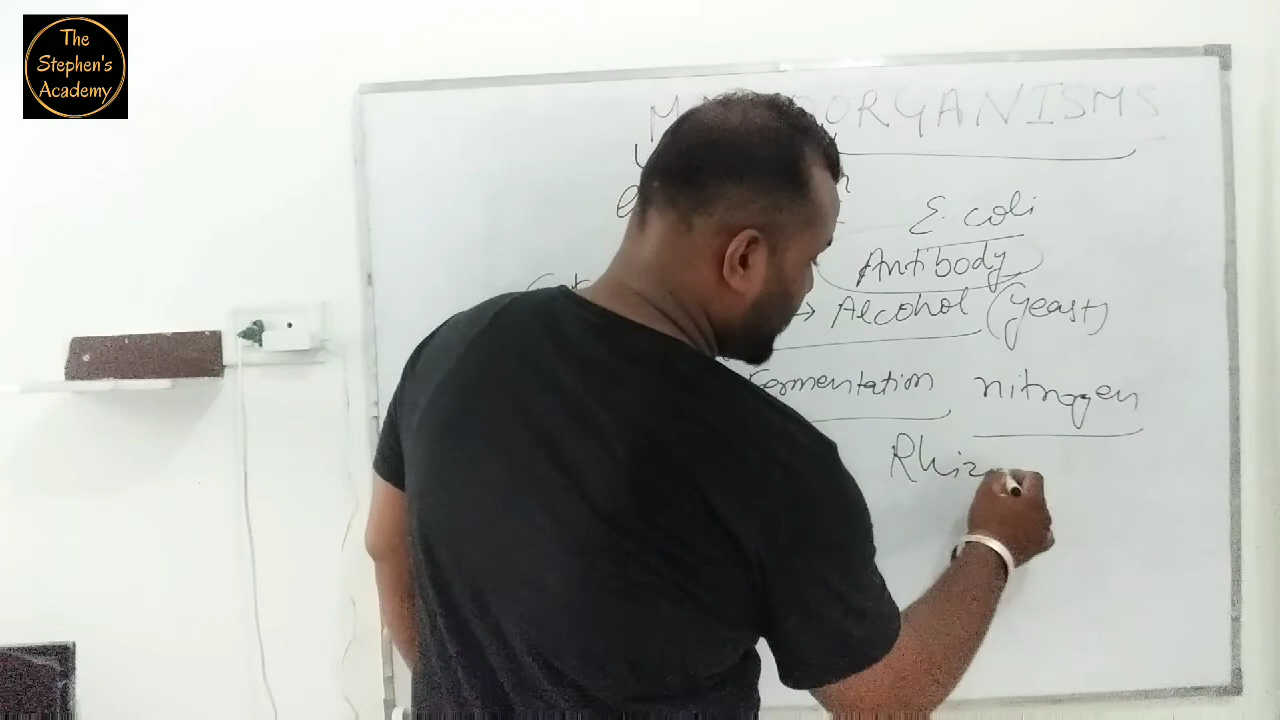 The
Stephen's
Academy
ORGANISMS
E. coli
Antibody
→ Alcohol (yeast)
Fermentation nitrogen
Rhiz